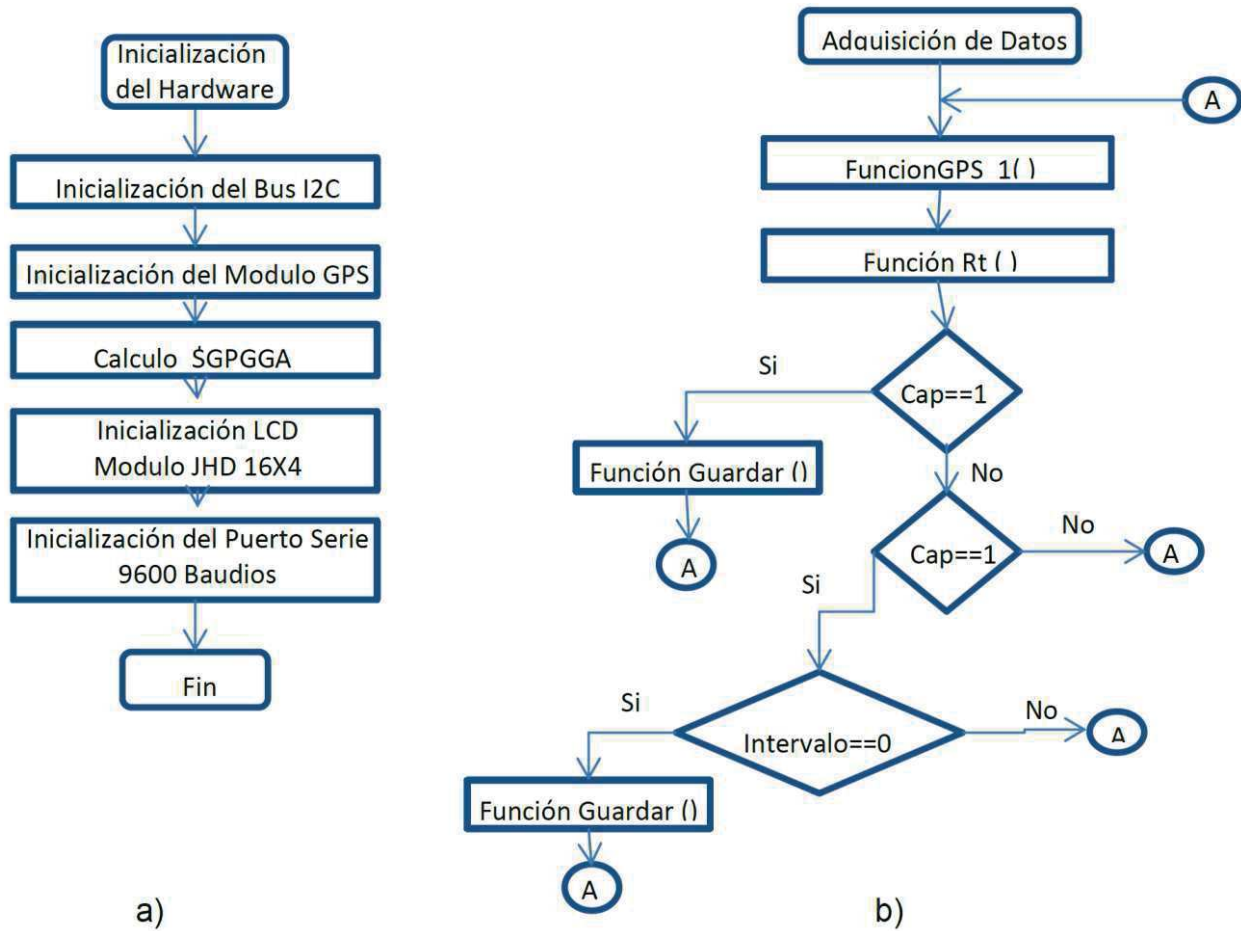 Inicialización
del Hardware
Inicialización del Bus I2C
Inicialización del Modulo GPS
Calculo $GPGGA
Inicialización LCD
Modulo JHD 16X4
Inicialización del Puerto Serie
9600 Baudios
Fin
a)
Adquisición de Datos
A
FuncionGPS_1( )
Función Rt ( )
Cap==1
Si
Función Guardar ()
A
No
Cap==1
No
A
Si
Intervalo==0
Si
No
A
Función Guardar ()
A
b)